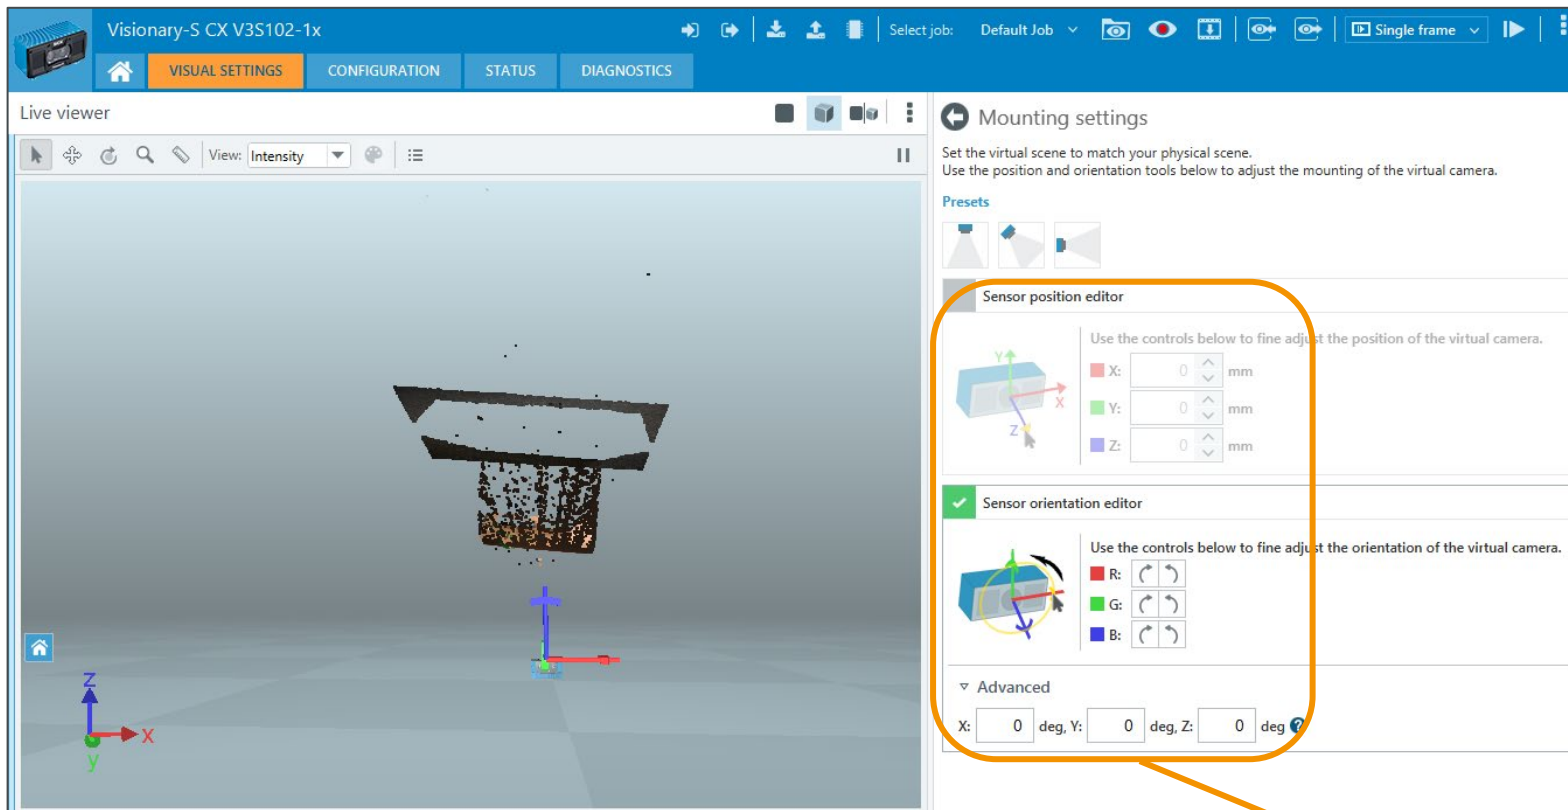 Visionary-S CX V3S102-1x
Select job: Default Job
Single frame
VISUAL SETTINGS CONFIGURATION STATUS DIAGNOSTICS
Live viewer
View: Intensity
z
x
y
Mounting settings
Set the virtual scene to match your physical scene.
Use the position and orientation tools below to adjust the mounting of the virtual camera.
Presets
Sensor position editor
Use the controls below to fine adjust the position of the virtual camera.
Y
X
Z
X: 0 mm
Y: 0 mm
Z: 0 mm
Sensor orientation editor
Use the controls below to fine adjust the orientation of the virtual camera.
R:
G:
B:
Advanced
X: 0 deg, Y: 0 deg, Z: 0 deg ?